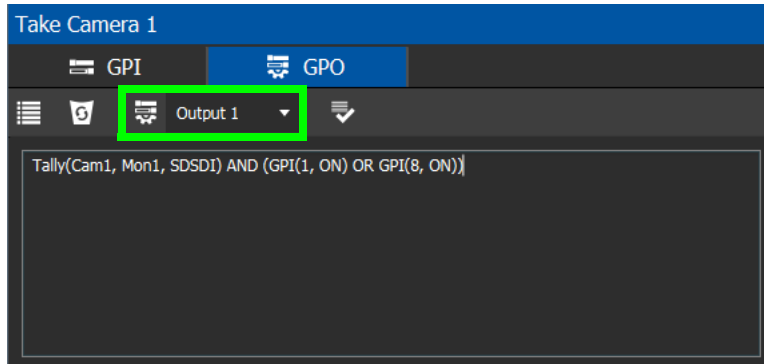 Take Camera 1
GPI
GPO
Output 1
Tally(Cam1, Mon1, SDSDI) AND (GPI(1, ON) OR GPI(8, ON))